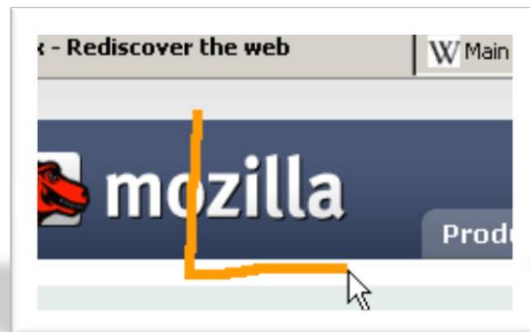 ‹ - Rediscover the web
W Main
mozilla
Produ